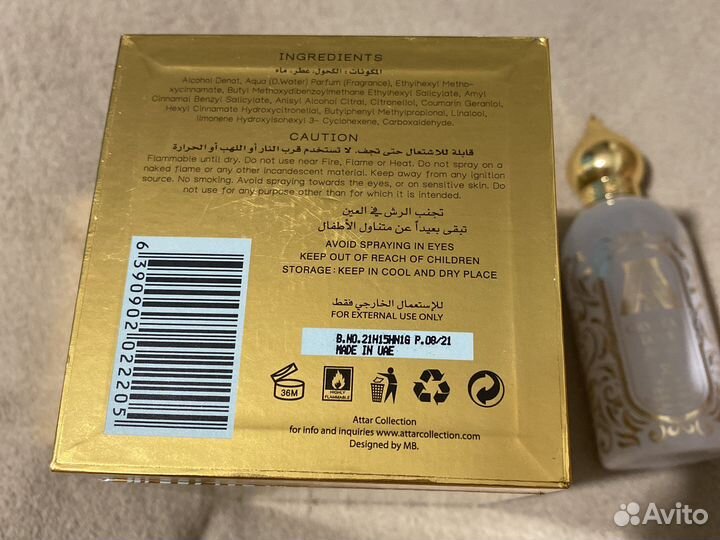 INGREDIENTS
المكونات: الكحول، عطر، ماء
Alcohol Denat, Aqua (D.Water) Parfum (Fragrance), Ethylhexyl Metho-
xycinnamate, Butyl Methoxydibenzoylmethane Ethylhexyl Salicylate, Amyl
Cinnamai Benzyl Salicylate, Anisyl Alcohol Citral, Citronellol, Coumarin Geraniol,
Hexyl Cinnamate Hydroxycitronellol, Butylphenyl Methylpropional, Linalool,
limonene Hydroxylsohexyl 3- Cyclohexene, Carboxaldehyde.
CAUTION
قابلة للاشتعال حتى تجف. لا تستخدم قرب النار أو اللهب أو الحرارة
Flammable until dry. Do not use near Fire, Flame or Heat. Do not spray on a
naked flame or any other incandescent material. Keep away from any ignition
source. No smoking. Avoid spraying towards the eyes, or on sensitive skin. Do
not use for any purpose other than for which it is intended.
تجنب الرش في العين
تبقى بعيداً عن متناول الأطفال
AVOID SPRAYING IN EYES
KEEP OUT OF REACH OF CHILDREN
STORAGE: KEEP IN COOL AND DRY PLACE
للإستعمال الخارجي فقط
FOR EXTERNAL USE ONLY
B.NO.21H15HN1G P.08/21
MADE IN UAE
36M
HIGHLY
FLAMMABLE
Attar Collection
for info and inquiries www.attarcollection.com
Designed by MB.
6390902022205
A
Avito